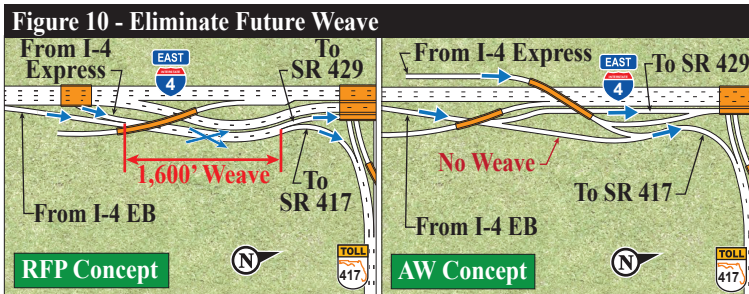 Figure 10 - Eliminate Future Weave
From I-4
Express
EAST
INTERSTATE
4
To
SR 429
1,600' Weave
To
SR 417
From I-4 EB
N
RFP Concept
TOLL
417
From I-4 Express
EAST
INTERSTATE
4
To SR 429
No Weave
To SR 417
From I-4 EB
N
AW Concept
TOLL
417